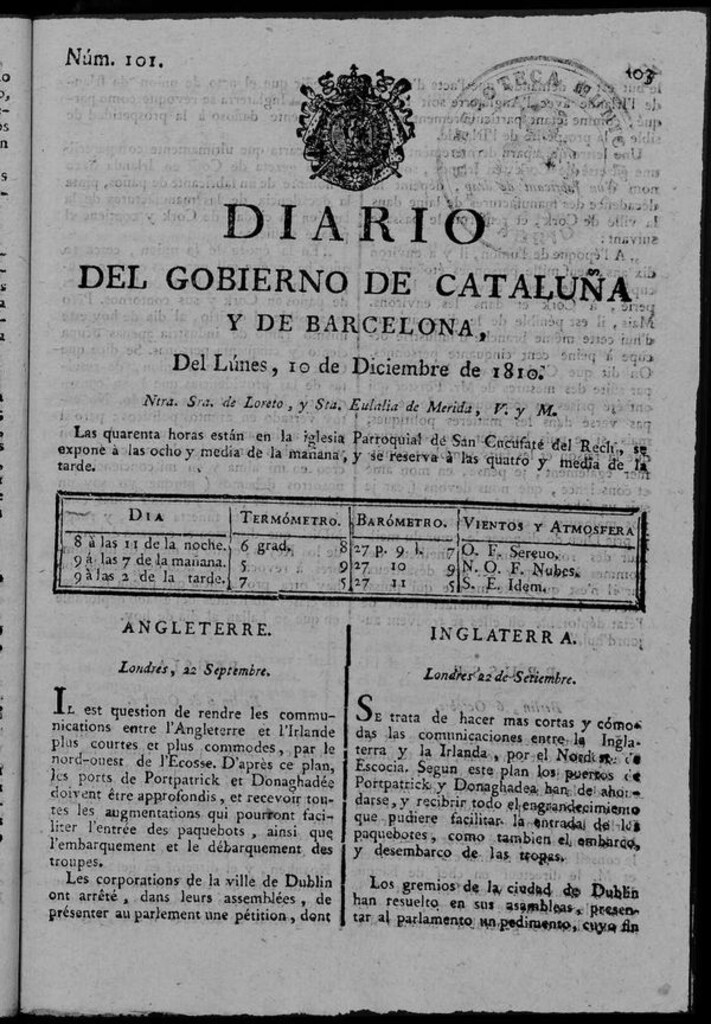 Núm. 101.
103
DIARIO
DEL GOBIERNO DE CATALUÑA
Y DE BARCELONA,
Del Lúnes, 10 de Diciembre de 1810.
Ntra. Sra. de Loreto, y Sta. Eulalia de Merida, V. y M.
Las quarenta horas están en la iglesia Parroquial de San Cucufate del Rech, se
expone á las ocho y media de la mañana, y se reserva á las quatro y media de la
tarde.
DIA TERMÓMETRO. BARÓMETRO. VIENTOS Y ATMOSFERA
8 á las 11 de la noche. 6 grad. 8 27 p. 9 l. 7 O. F. Sereno.
9 á las 7 de la mañana. 5 9 27 10 9 N. O. F. Nubes.
9 á las 2 de la tarde. 7 5 27 11 5 S. E. Idem.
ANGLETERRE.
Londres, 22 Septembre.
IL est question de rendre les commu-
nications entre l'Angleterre et l'Irlande
plus courtes et plus commodes, par le
nord-ouest de l'Ecosse. D'après ce plan,
les ports de Portpatrick et Donaghadée
doivent être approfondis, et recevoir tou-
tes les augmentations qui pourront faci-
liter l'entrée des paquebots, ainsi que
l'embarquement et le débarquement des
troupes.
Les corporations de la ville de Dublin
ont arrêté, dans leurs assemblées, de
présenter au parlement une pétition, dont
INGLATERRA.
Londres 22 de Setiembre.
SE trata de hacer mas cortas y cómo-
das las comunicaciones entre la Ingla-
terra y la Irlanda, por el de
Escocia. Segun este plan los puertos de
Portpatrick y Donaghadea han de ahon-
darse, y recibrir todo el engrandecimiento
que pudiere facilitar la entrada de los
paquebotes, como tambien el embarco,
y desembarco de las tropas.
Los gremios de la ciudad de Dublin
han resuelto en sus asambleas, presen-
tar al parlamento un pedimento, cuyo fin